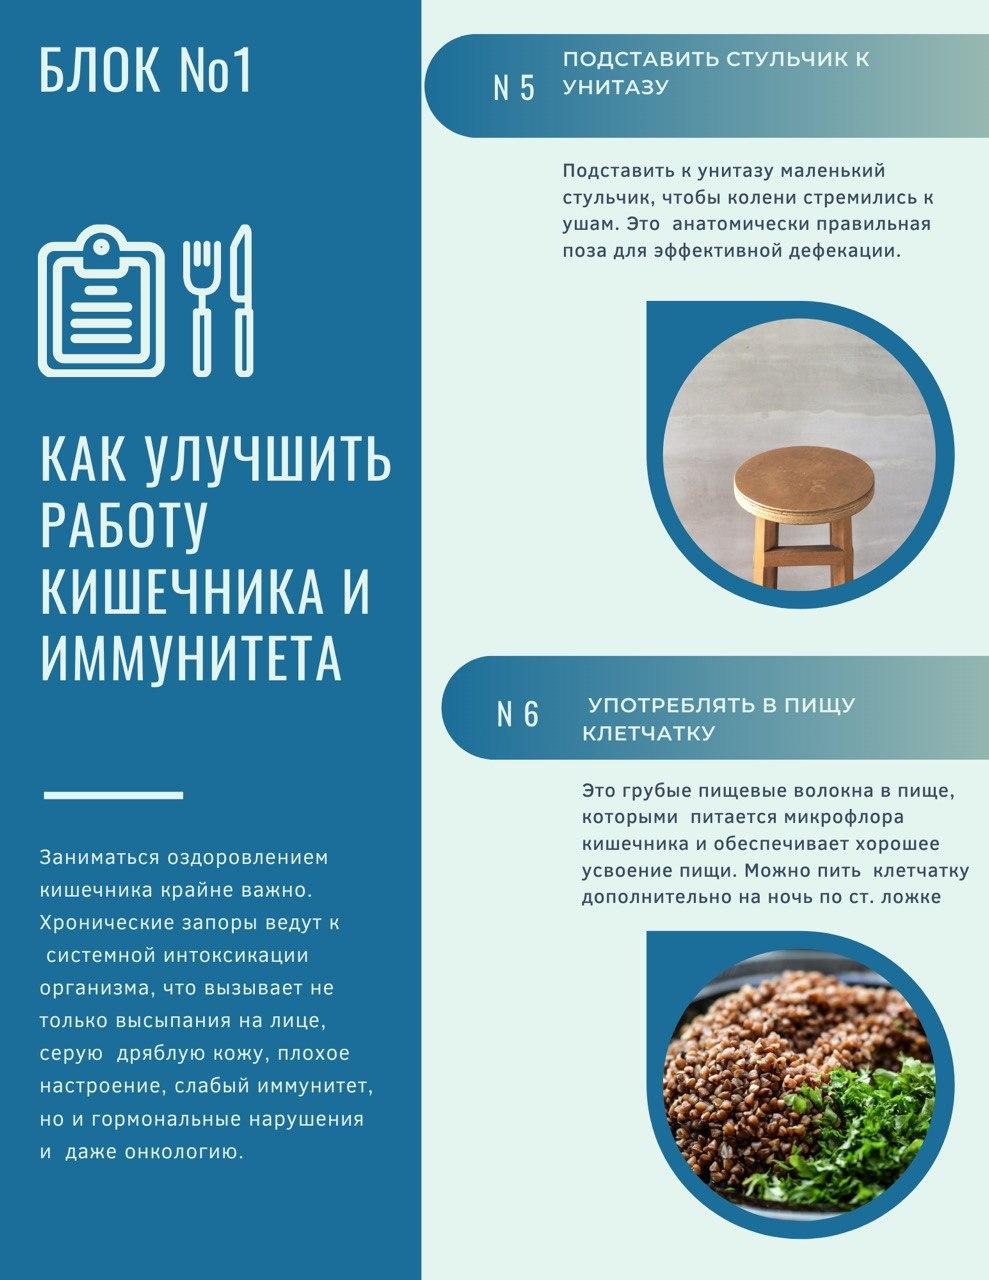 БЛОК №1
КАК УЛУЧШИТЬ
РАБОТУ
КИШЕЧНИКА И
ИММУНИТЕТА
Заниматься оздоровлением
кишечника крайне важно.
Хронические запоры ведут к
системной интоксикации
организма, что вызывает не
только высыпания на лице,
серую дряблую кожу, плохое
настроение, слабый иммунитет,
но и гормональные нарушения
и даже онкологию.
N 5
ПОДСТАВИТЬ СТУЛЬЧИК К
УНИТАЗУ
Подставить к унитазу маленький
стульчик, чтобы колени стремились к
ушам. Это анатомически правильная
поза для эффективной дефекации.
N 6
УПОТРЕБЛЯТЬ В ПИЩУ
КЛЕТЧАТКУ
Это грубые пищевые волокна в пище,
которыми питается микрофлора
кишечника и обеспечивает хорошее
усвоение пищи. Можно пить клетчатку
дополнительно на ночь по ст. ложке